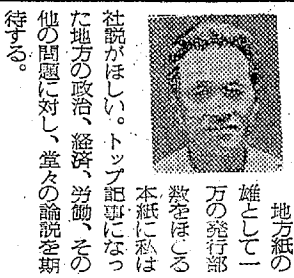 地方紙の
雄として一
万の発行部
数をほこる
本紙に私は
社説がほしい。トップ記事になっ
た地方の政治、経済、労働、その
他の問題に対し、堂々の論説を期
待する。